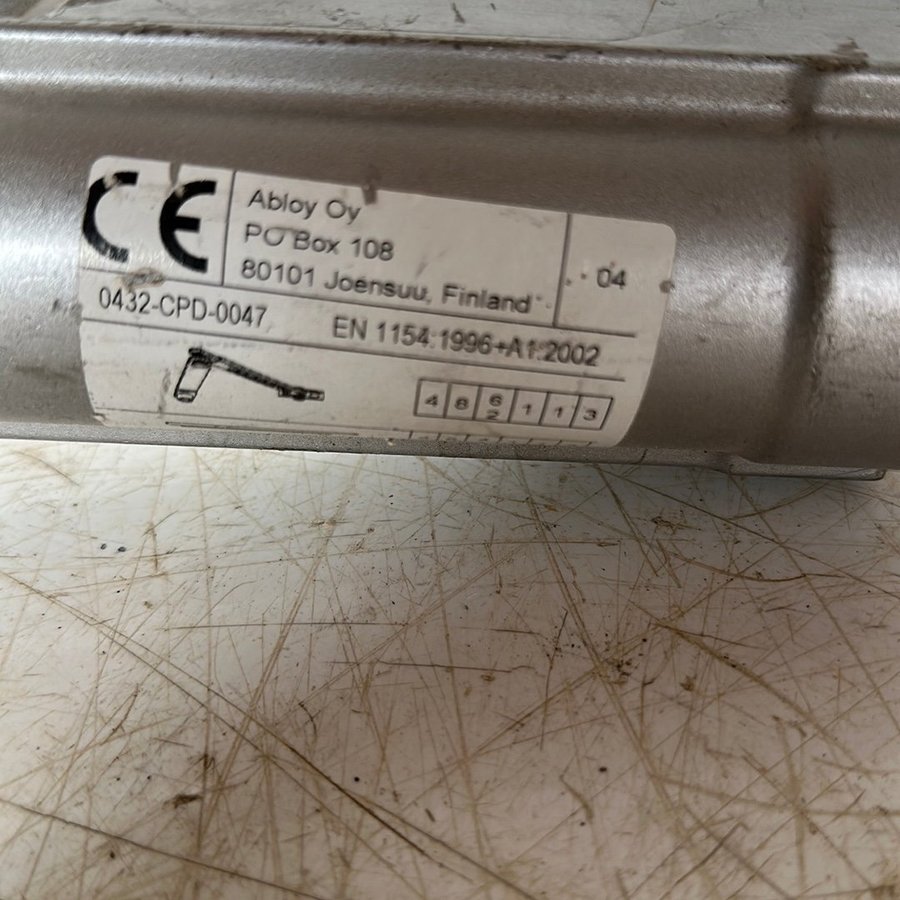 CE
Abloy Oy
PO Box 108
80101 Joensuu, Finland
04
0432-CPD-0047
EN 1154:1996+A1:2002
4 8 6/2 1 1 3